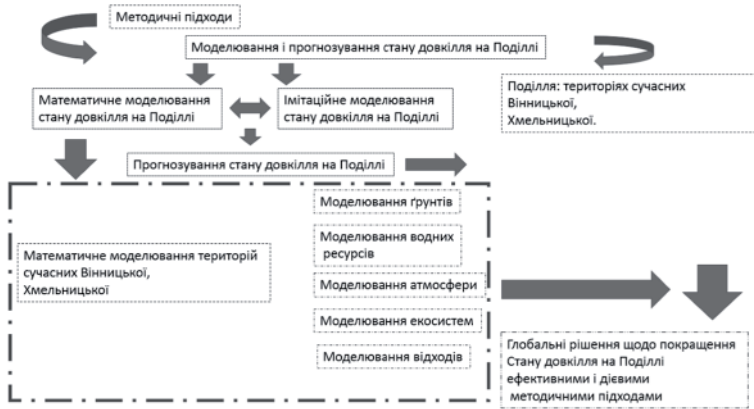 Методичні підходи
Моделювання і прогнозування стану довкілля на Поділлі
Математичне моделювання
стану довкілля на Поділлі
Імітаційне моделювання
стану довкілля на Поділлі
Поділля: територіях сучасних
Вінницької,
Хмельницької.
Прогнозування стану довкілля на Поділлі
Математичне моделювання територій
сучасних Вінницької,
Хмельницької
Моделювання ґрунтів
Моделювання водних
ресурсів
Моделювання атмосфери
Моделювання екосистем
Моделювання відходів
Глобальні рішення щодо покращення
Стану довкілля на Поділлі
ефективними і дієвими
методичними підходами